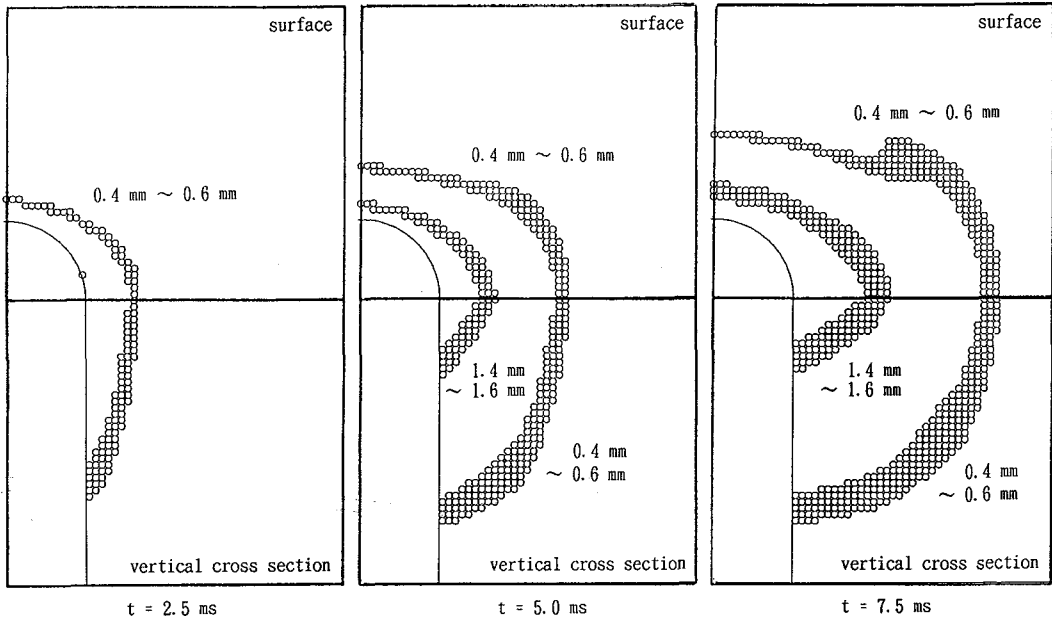 surface
0.4 mm ～ 0.6 mm
vertical cross section
t = 2.5 ms
surface
0.4 mm ～ 0.6 mm
1.4 mm
～ 1.6 mm
0.4 mm
～ 0.6 mm
vertical cross section
t = 5.0 ms
surface
0.4 mm ～ 0.6 mm
1.4 mm
～ 1.6 mm
0.4 mm
～ 0.6 mm
vertical cross section
t = 7.5 ms